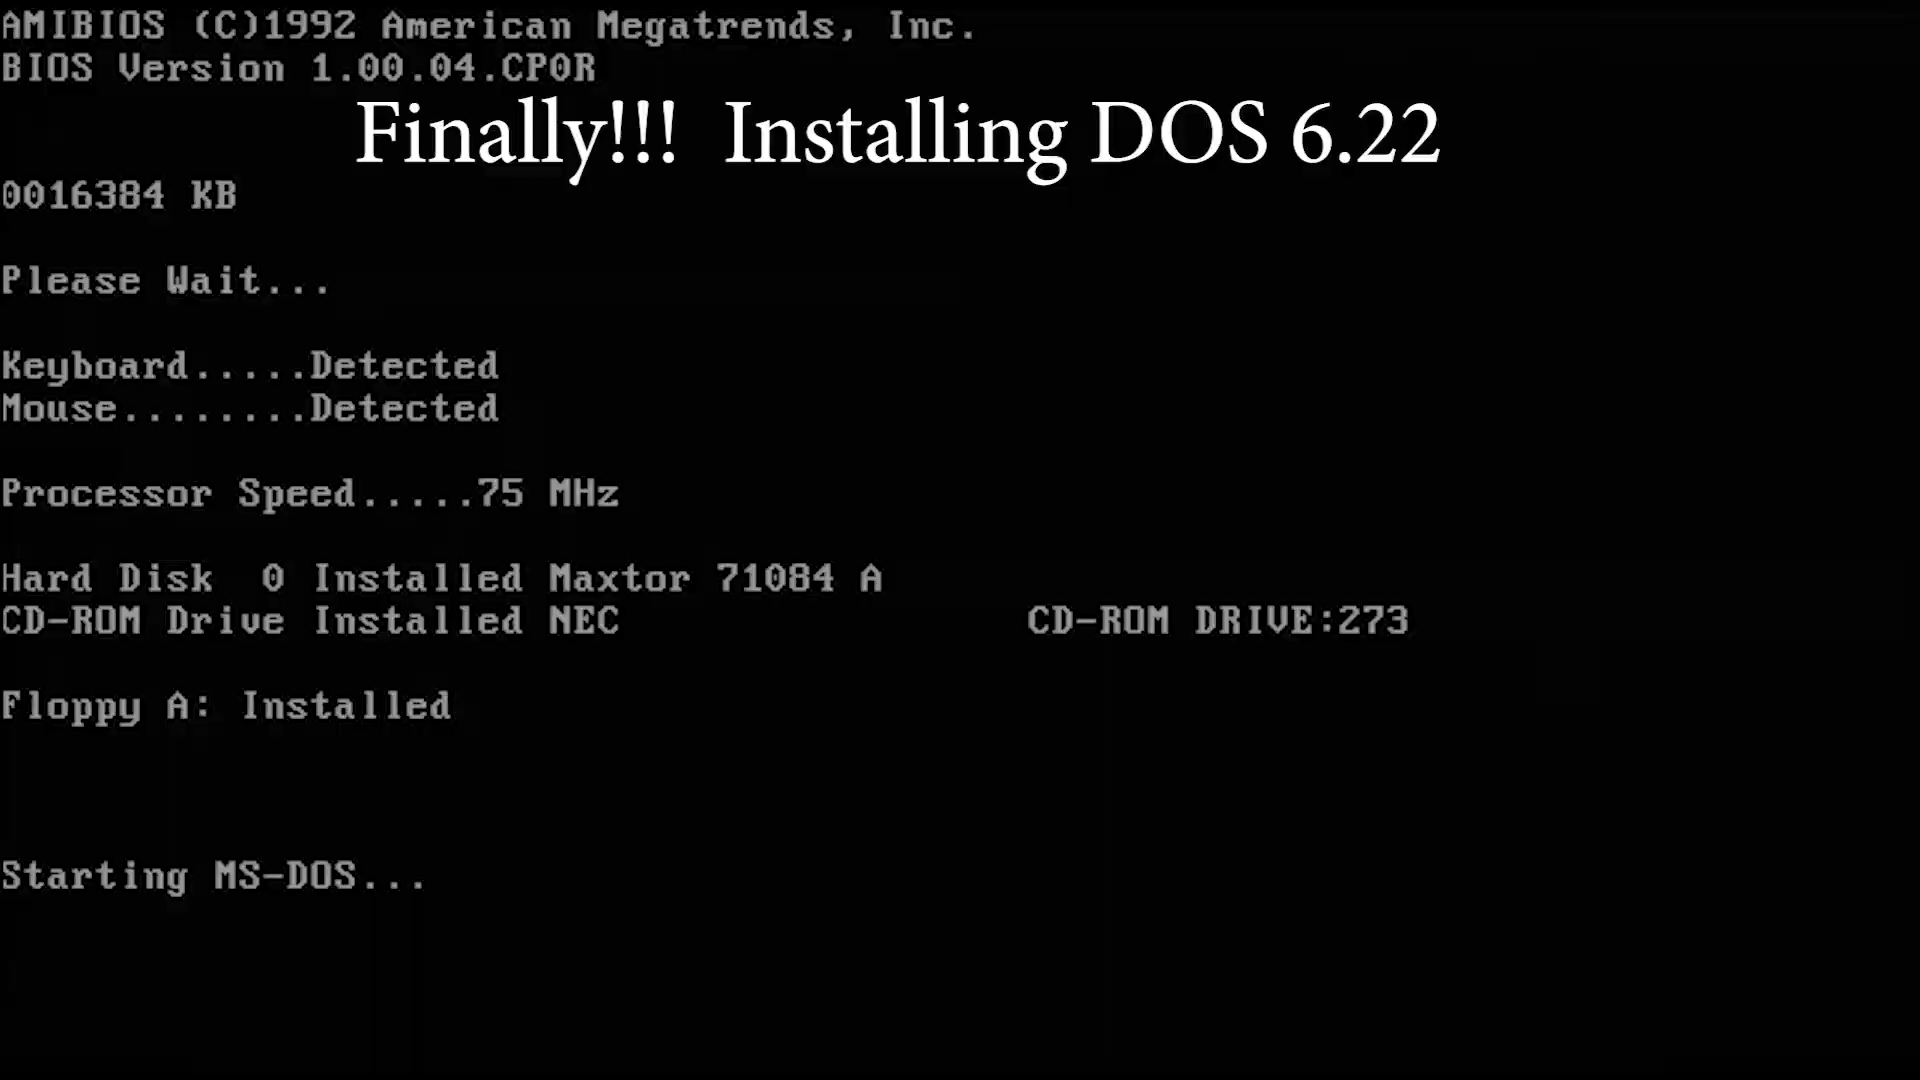 AMIBIOS (C)1992 American Megatrends, Inc.
BIOS Version 1.00.04.CP0R
Finally!!!  Installing DOS 6.22
0016384 KB
Please Wait...
Keyboard.....Detected
Mouse........Detected
Processor Speed.....75 MHz
Hard Disk  0 Installed Maxtor 71084 A
CD-ROM Drive Installed NEC                 CD-ROM DRIVE:273
Floppy A: Installed
Starting MS-DOS...